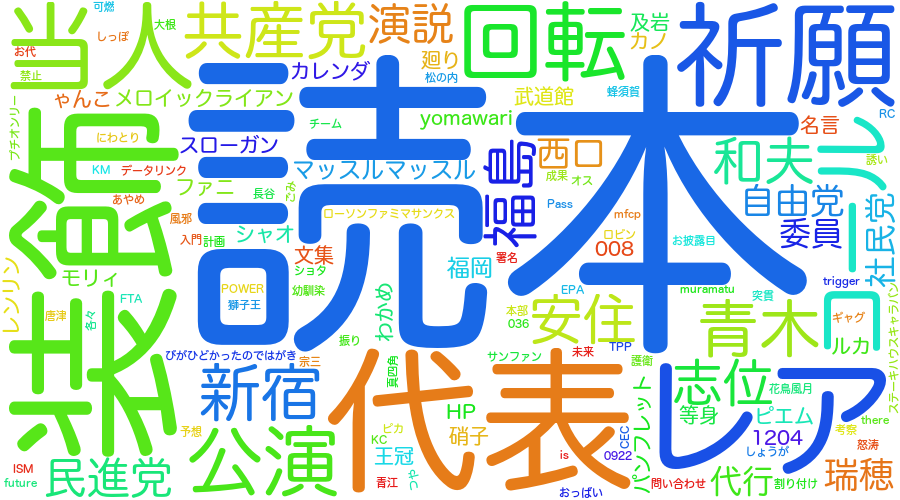 可燃
しっぽ
大根
お代
禁止
当人
共産党
演説
回転
及岩
カノ
祈願
廻り
松の内
カレンダ
ゃんこ
メロイックライアン
武道館
蜂須賀
RC
プチオンリー
にわとり
スローガン
チーム
yomawari
名言
装飾
KM
データリンク
マッスルマッスル
読本
西口
和夫
誘い
ファニ
長谷
ごみ
福島
成果
オス
自由党
あやめ
風邪
入門
計画
シャオ
ローソンファミマサンクス
Pass
mfcp
委員
社民党
ロビン
お披露目
008
文集
ショタ
署名
福岡
レンリン
モリィ
POWER
獅子王
幼馴染
EPA
muramatu
突貫
trigger
FTA
唐津
各々
わかめ
本部
036
安住
青木
ロール
ギャグ
ルカ
振り
びがひどかったのではがき
宗三
真四角
サンファン
未来
TPP
護衛
ステーキハウスキャラバン
新宿
代表
志位
レア
花鳥風月
パンフレット
等身
ピエム
there
HP
予想
公演
ピカ
KC
王冠
硝子
CEC
1204
考察
怒涛
しょうが
ISM
future
民進党
青江
つや
is
0922
おっぱい
問い合わせ
代行
割り付け
瑞穂